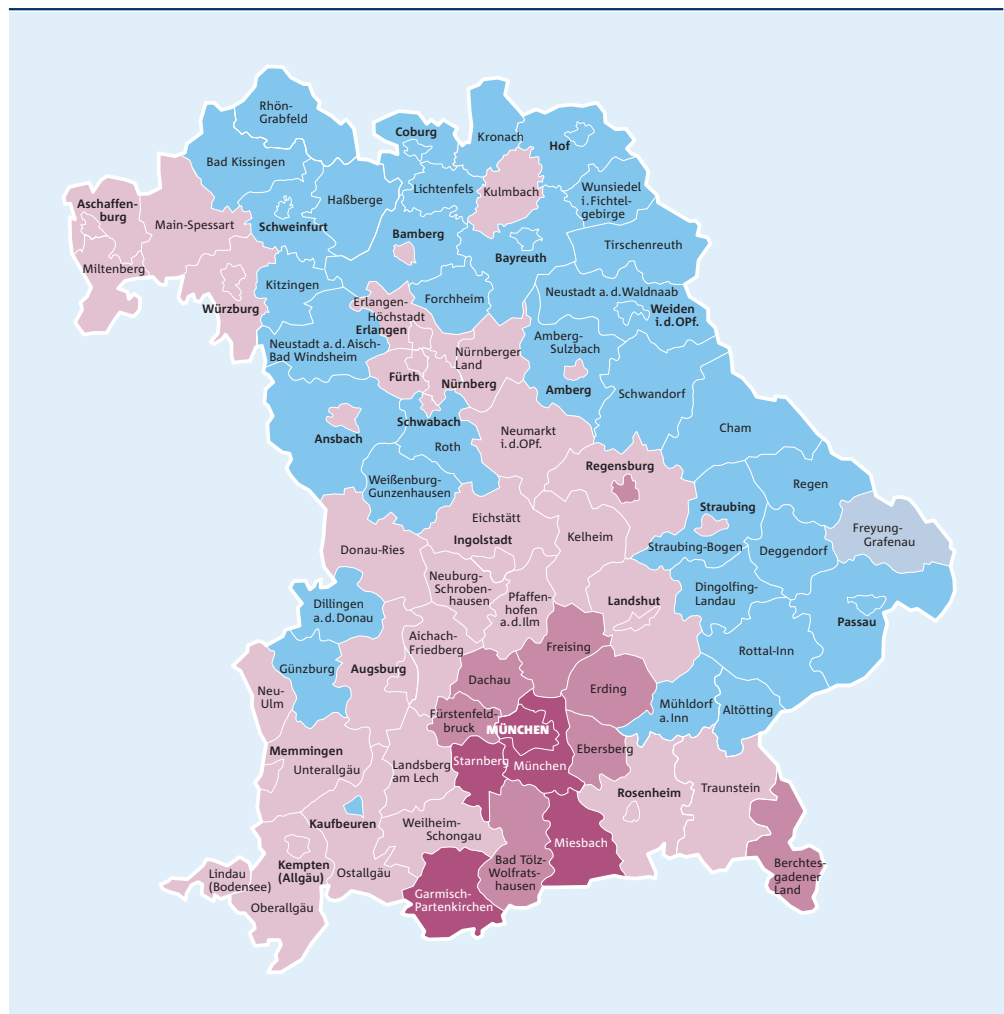 Rhön-
Grabfeld
Coburg
Kronach
Hof
Bad Kissingen
Lichtenfels
Kulmbach
Wunsiedel
i. Fichtel-
gebirge
Haßberge
Aschaffen-
burg
Main-Spessart
Schweinfurt
Bamberg
Tirschenreuth
Bayreuth
Miltenberg
Kitzingen
Forchheim
Neustadt a. d. Waldnaab
Würzburg
Erlangen-
Höchstadt
Erlangen
Weiden
i. d. OPf.
Neustadt a. d. Aisch-
Bad Windsheim
Nürnberger
Land
Amberg-
Sulzbach
Fürth
Nürnberg
Amberg
Schwandorf
Ansbach
Schwabach
Roth
Neumarkt
i. d. OPf.
Cham
Regensburg
Weißenburg-
Gunzenhausen
Regen
Straubing
Eichstätt
Ingolstadt
Kelheim
Freyung-
Grafenau
Donau-Ries
Straubing-Bogen
Deggendorf
Neuburg-
Schroben-
hausen
Pfaffen-
hofen
a. d. Ilm
Dingolfing-
Landau
Dillingen
a. d. Donau
Landshut
Passau
Aichach-
Friedberg
Freising
Rottal-Inn
Günzburg
Augsburg
Dachau
Erding
Neu-
Ulm
Mühldorf
a. Inn
Altötting
Fürstenfeld-
bruck
MÜNCHEN
Ebersberg
Memmingen
Unterallgäu
Landsberg
am Lech
Starnberg
München
Rosenheim
Traunstein
Kaufbeuren
Weilheim-
Schongau
Miesbach
Kempten
(Allgäu)
Ostallgäu
Bad Tölz-
Wolfrats-
hausen
Berchtes-
gadener
Land
Lindau
(Bodensee)
Garmisch-
Partenkirchen
Oberallgäu